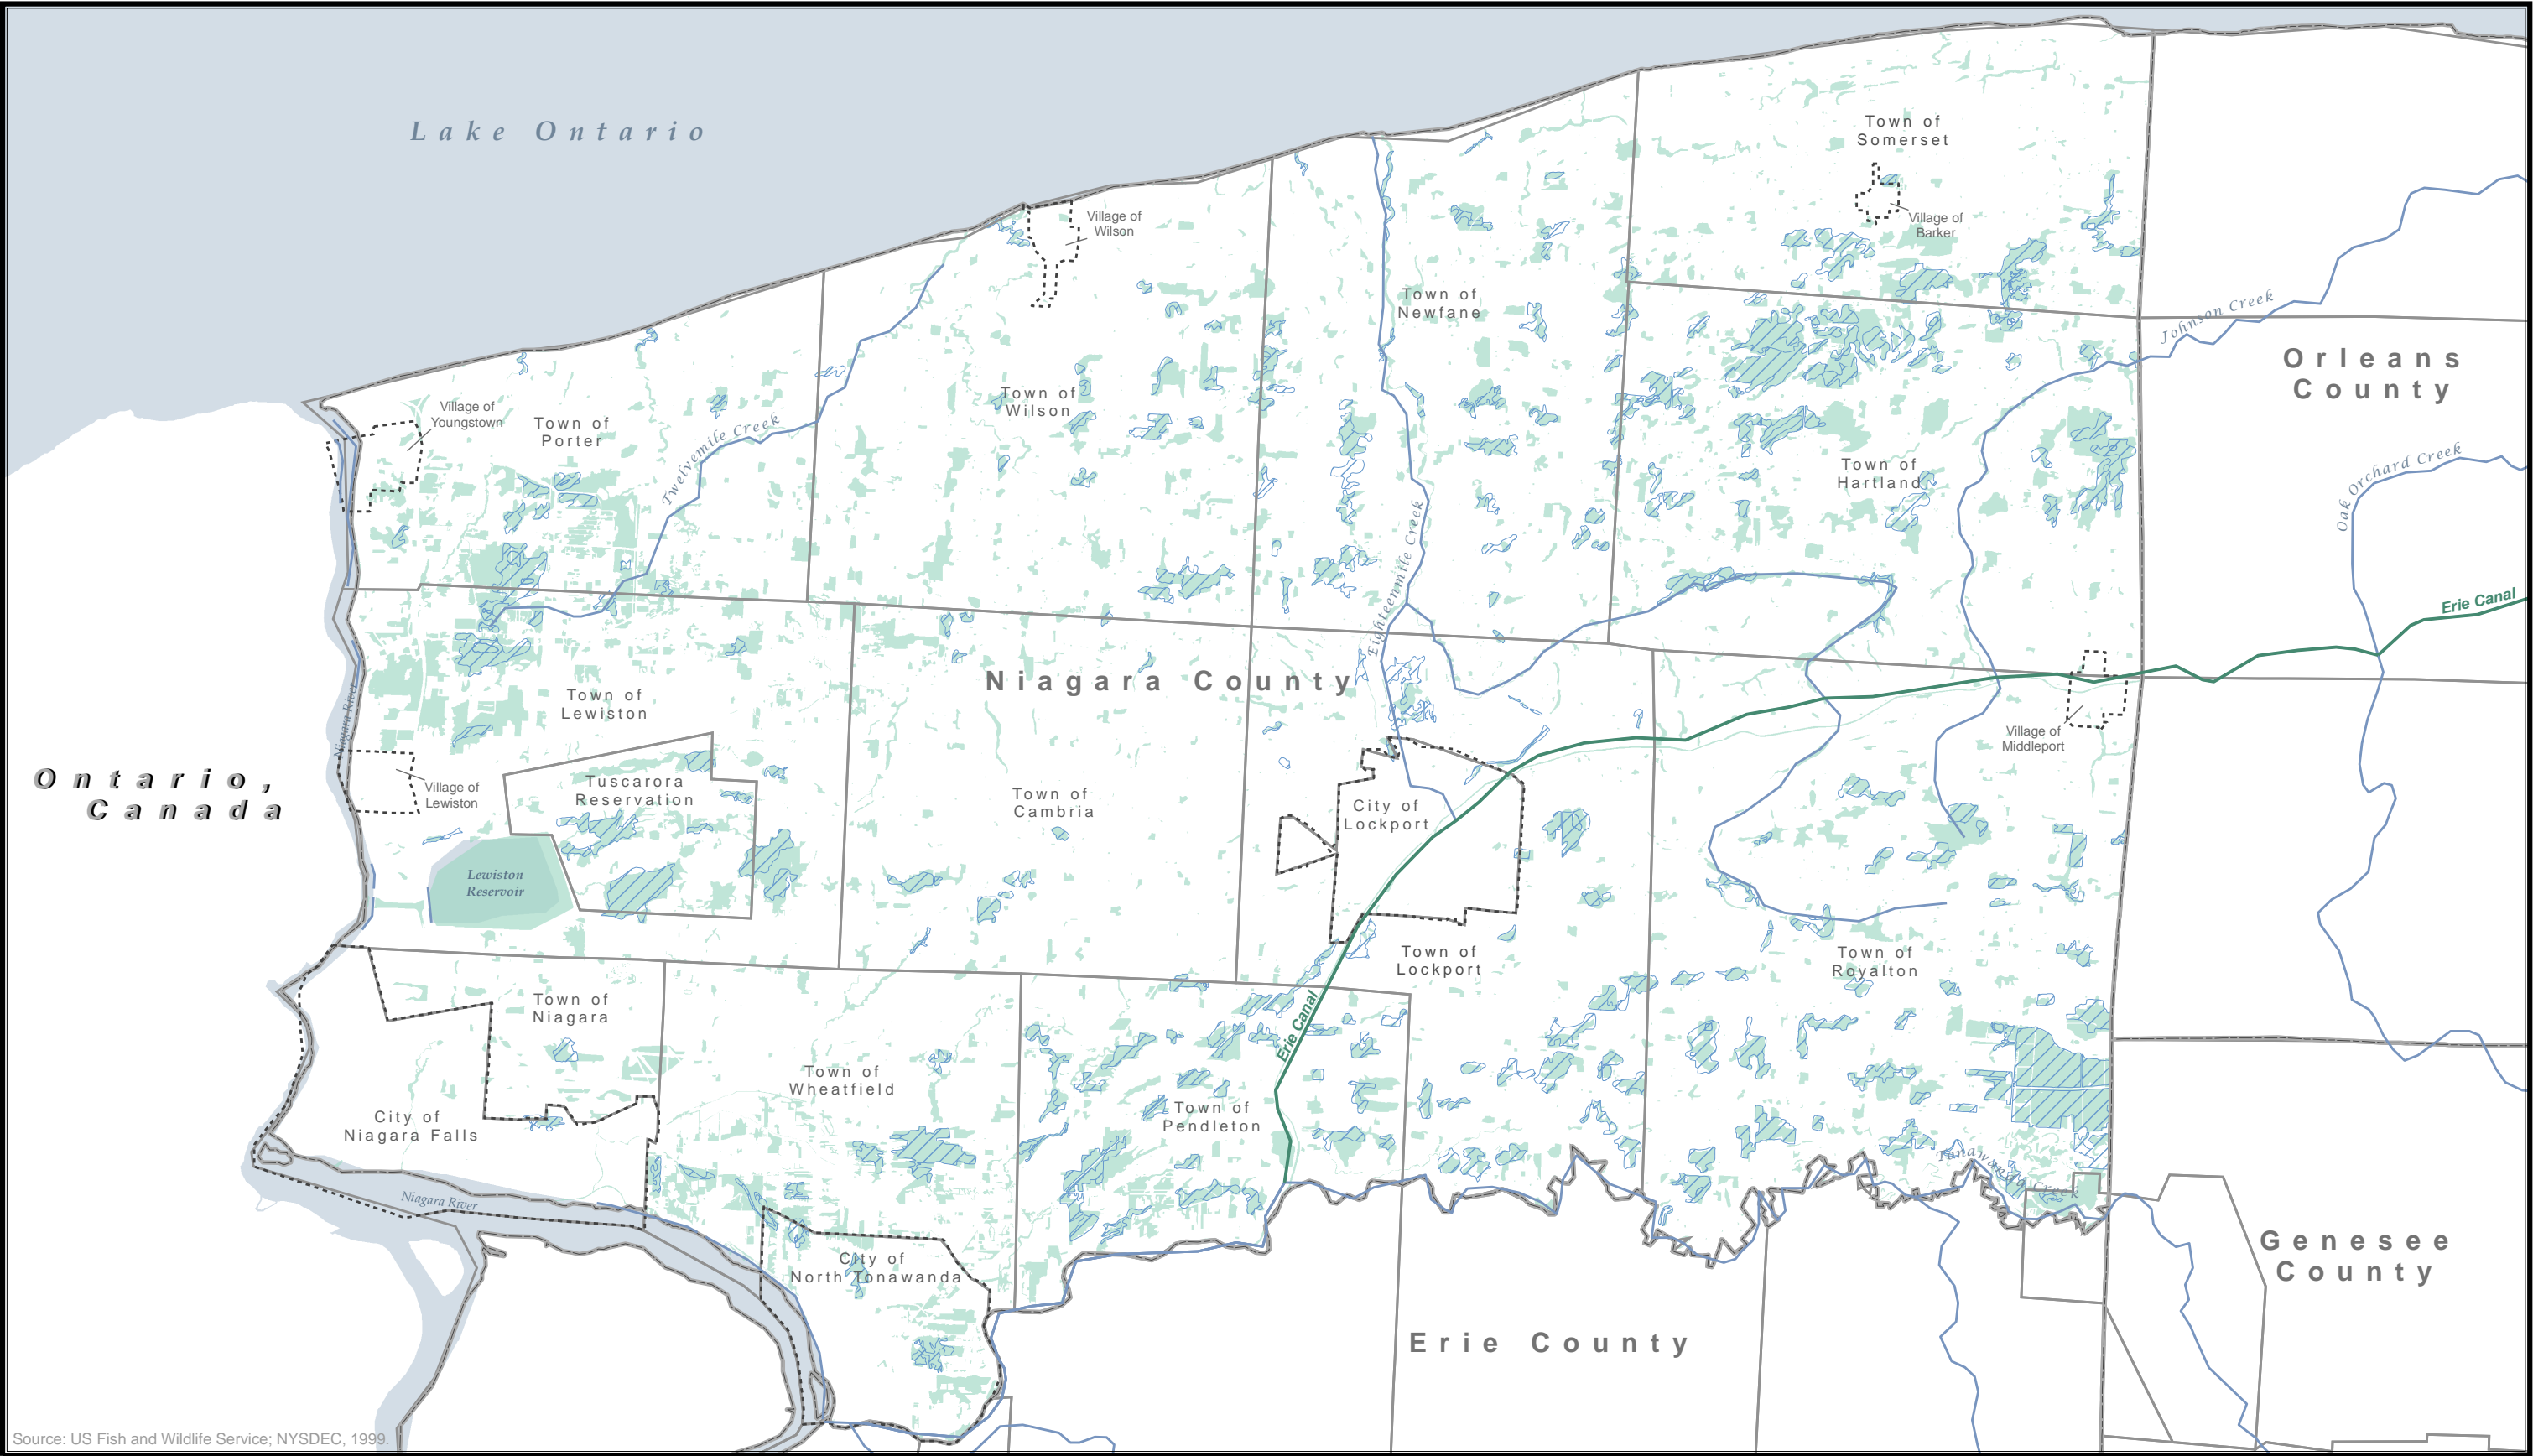 Lake Ontario
Town of
Somerset
Village of
Barker
Village of
Wilson
Town of
Newfane
Johnson Creek
Orleans
County
Village of
Youngstown
Town of
Porter
Twelvemile Creek
Town of
Wilson
Town of
Hartland
Oak Orchard Creek
Eighteenmile Creek
Erie Canal
Niagara County
Niagara River
Town of
Lewiston
Village of
Middleport
Ontario,
Canada
Village of
Lewiston
Tuscarora
Reservation
Town of
Cambria
City of
Lockport
Lewiston
Reservoir
Town of
Lockport
Town of
Royalton
Town of
Niagara
Erie Canal
Town of
Wheatfield
City of
Niagara Falls
Town of
Pendleton
Tonawanda Creek
Niagara River
City of
North Tonawanda
Genesee
County
Erie County
Source: US Fish and Wildlife Service; NYSDEC, 1999.